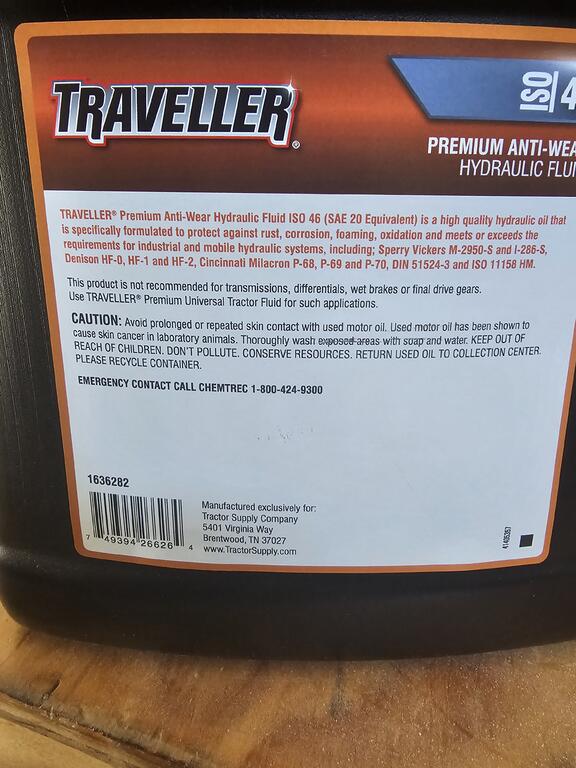 TRAVELLER®
ISO 4
PREMIUM ANTI-WEA
HYDRAULIC FLUI
TRAVELLER® Premium Anti-Wear Hydraulic Fluid ISO 46 (SAE 20 Equivalent) is a high quality hydraulic oil that
is specifically formulated to protect against rust, corrosion, foaming, oxidation and meets or exceeds the
requirements for industrial and mobile hydraulic systems, including; Sperry Vickers M-2950-S and I-286-S,
Denison HF-0, HF-1 and HF-2, Cincinnati Milacron P-68, P-69 and P-70, DIN 51524-3 and ISO 11158 HM.
This product is not recommended for transmissions, differentials, wet brakes or final drive gears.
Use TRAVELLER® Premium Universal Tractor Fluid for such applications.
CAUTION: Avoid prolonged or repeated skin contact with used motor oil. Used motor oil has been shown to
cause skin cancer in laboratory animals. Thoroughly wash exposed areas with soap and water. KEEP OUT OF
REACH OF CHILDREN. DON'T POLLUTE. CONSERVE RESOURCES. RETURN USED OIL TO COLLECTION CENTER.
PLEASE RECYCLE CONTAINER.
EMERGENCY CONTACT CALL CHEMTREC 1-800-424-9300
1636282
7 49394 26626 4
Manufactured exclusively for:
Tractor Supply Company
5401 Virginia Way
Brentwood, TN 37027
www.TractorSupply.com